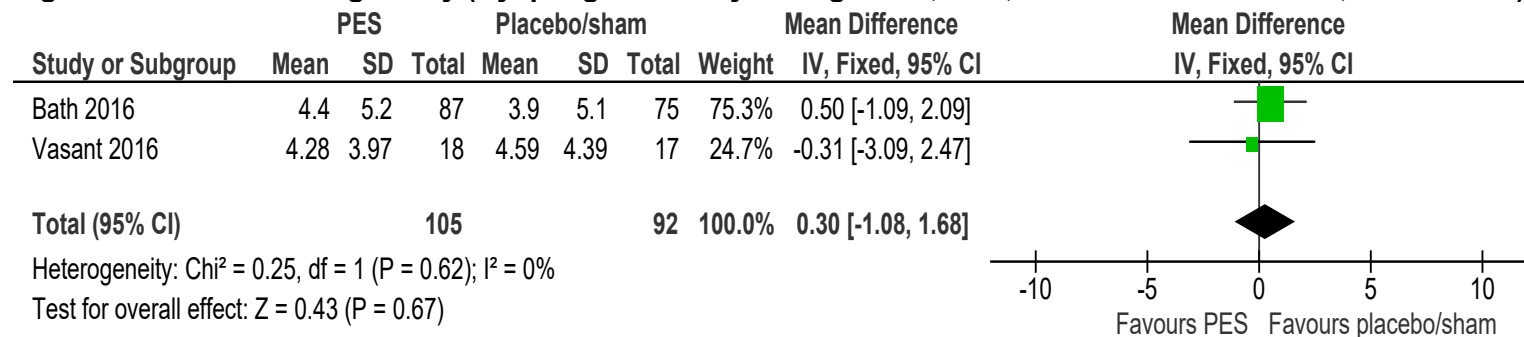 PES Placebo/sham Mean Difference Mean Difference
Study or Subgroup Mean SD Total Mean SD Total Weight IV, Fixed, 95% CI IV, Fixed, 95% CI
Bath 2016 4.4 5.2 87 3.9 5.1 75 75.3% 0.50 [-1.09, 2.09]
Vasant 2016 4.28 3.97 18 4.59 4.39 17 24.7% -0.31 [-3.09, 2.47]
Total (95% CI) 105 92 100.0% 0.30 [-1.08, 1.68]
Heterogeneity: Chi² = 0.25, df = 1 (P = 0.62); I² = 0%
Test for overall effect: Z = 0.43 (P = 0.67)
-10 -5 0 5 10
Favours PES Favours placebo/sham